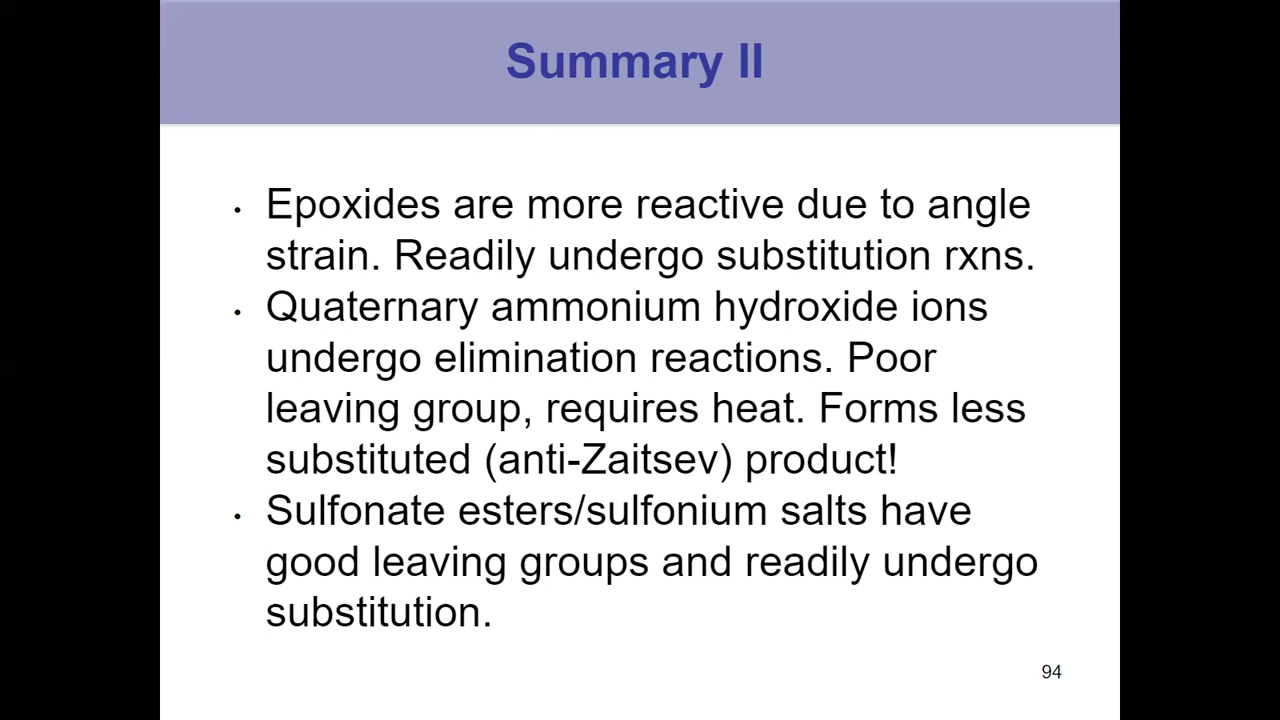 Summary II
• Epoxides are more reactive due to angle
strain. Readily undergo substitution rxns.
• Quaternary ammonium hydroxide ions
undergo elimination reactions. Poor
leaving group, requires heat. Forms less
substituted (anti-Zaitsev) product!
• Sulfonate esters/sulfonium salts have
good leaving groups and readily undergo
substitution.
94